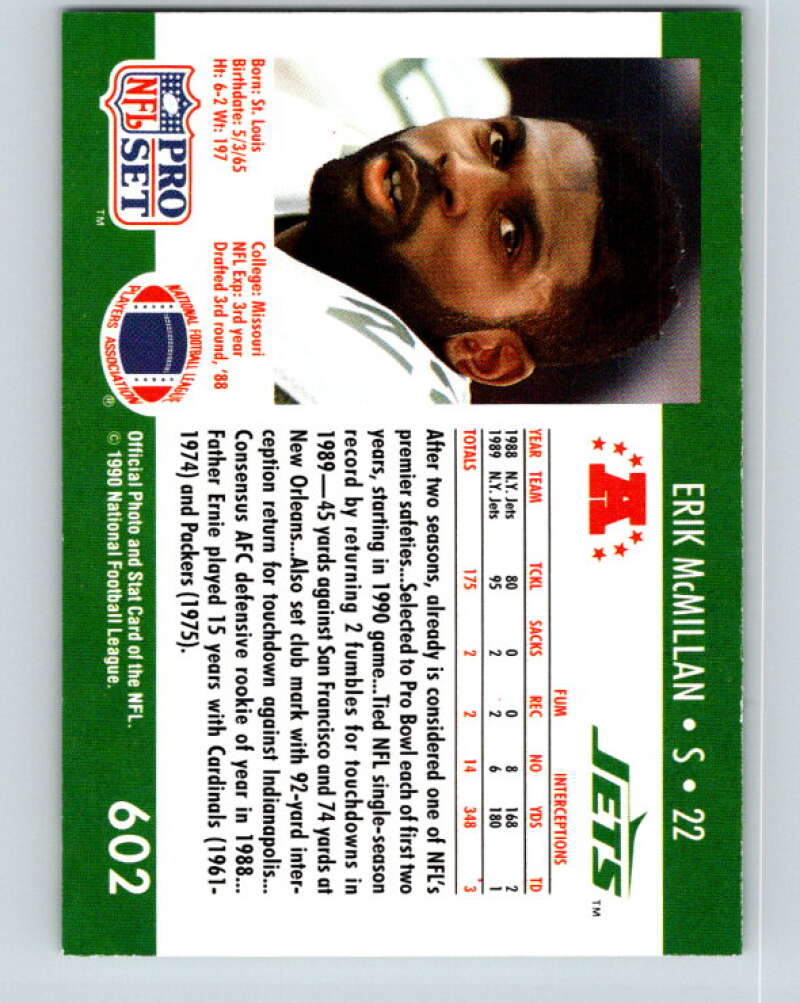 ERIK McMILLAN • S • 22
A
JETS TM
Born: St. Louis
Birthdate: 5/3/65
Ht: 6-2 Wt: 197
College: Missouri
NFL Exp: 3rd year
Drafted 3rd round, '88
FUM INTERCEPTIONS
YEAR TEAM TCKL SACKS REC NO YDS TD
1988 N.Y. Jets 80 0 0 8 168 2
1989 N.Y. Jets 95 2 2 6 180 1
TOTALS 175 2 2 14 348 3
After two seasons, already is considered one of NFL's
premier safeties...Selected to Pro Bowl each of first two
years, starting in 1990 game...Tied NFL single-season
record by returning 2 fumbles for touchdowns in
1989—45 yards against San Francisco and 74 yards at
New Orleans...Also set club mark with 92-yard inter-
ception return for touchdown against Indianapolis...
Consensus AFC defensive rookie of year in 1988...
Father Ernie played 15 years with Cardinals (1961-
1974) and Packers (1975).
NFL PRO SET TM
NATIONAL FOOTBALL LEAGUE
PLAYERS ASSOCIATION ®
Official Photo and Stat Card of the NFL.
© 1990 National Football League.
602